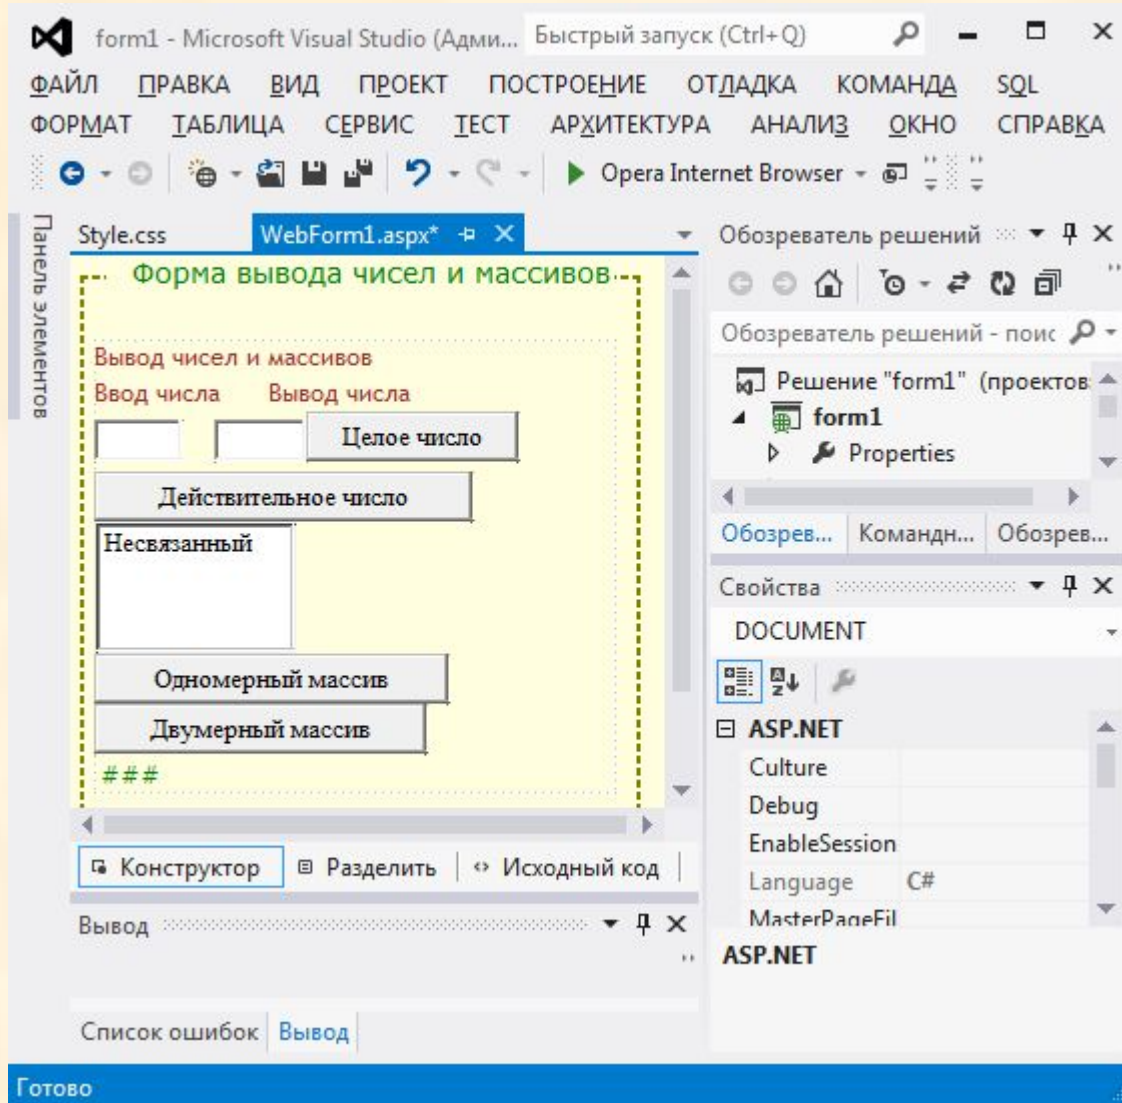 form1 - Microsoft Visual Studio (Адми... Быстрый запуск (Ctrl+Q)
ФАЙЛ ПРАВКА ВИД ПРОЕКТ ПОСТРОЕНИЕ ОТЛАДКА КОМАНДА SQL
ФОРМАТ ТАБЛИЦА СЕРВИС ТЕСТ АРХИТЕКТУРА АНАЛИЗ ОКНО СПРАВКА
Opera Internet Browser
Панель элементов
Style.css WebForm1.aspx*
Форма вывода чисел и массивов
Вывод чисел и массивов
Ввод числа Вывод числа
Целое число
Действительное число
Несвязанный
Одномерный массив
Двумерный массив
###
Конструктор Разделить Исходный код
Вывод
Список ошибок Вывод
Обозреватель решений
Обозреватель решений - поис
Решение "form1" (проектов:
form1
Properties
Обозрев... Командн... Обозрев...
Свойства
DOCUMENT
ASP.NET
Culture
Debug
EnableSession
Language C#
MasterPageFil
ASP.NET
Готово